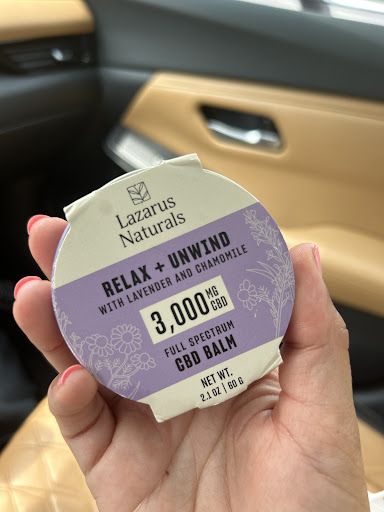 Lazarus
Naturals
RELAX + UNWIND
WITH LAVENDER AND CHAMOMILE
3,000 MG CBD
FULL SPECTRUM
CBD BALM
NET WT.
2.1 OZ | 60 G